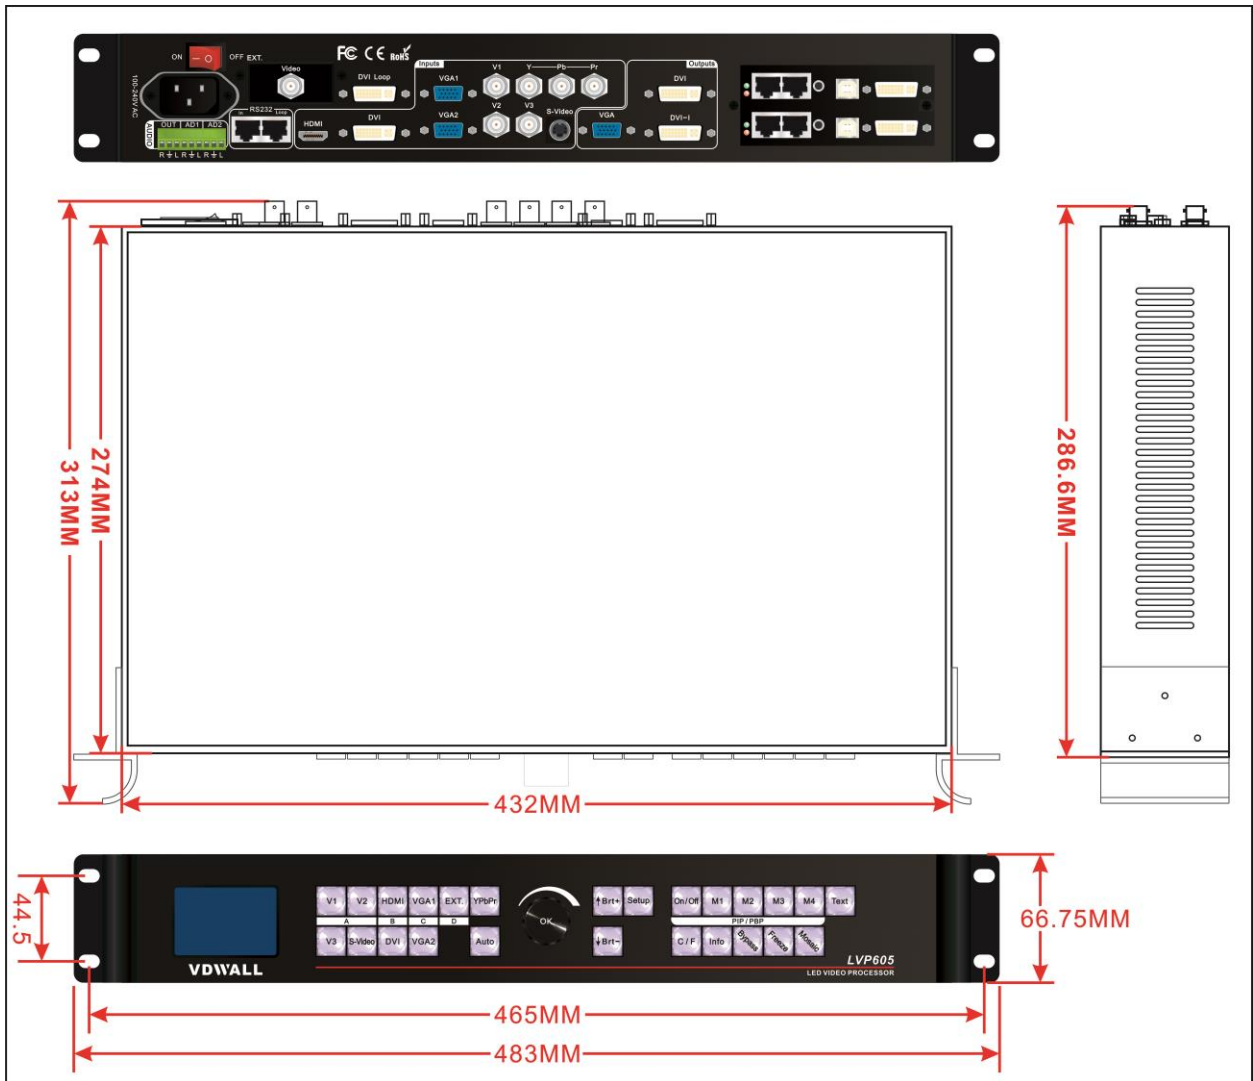 ON OFF EXT.
FC CE RoHS
100-240V AC
Video
DVI Loop
Inputs
VGA1
V1 Y Pb Pr
Outputs
DVI
RS232
In Loop
HDMI
DVI
VGA2
V2 V3
S-Video
VGA
DVI-I
AUDIO
OUT AD1 AD2
R L R L R L
313MM
274MM
286.6MM
432MM
44.5
66.75MM
V1 V2 HDMI VGA1 EXT. YPbPr
A B C D
V3 S-Video DVI VGA2 Auto
OK
↑Brt+ Setup
↓Brt-
On/Off M1 M2 M3 M4 Text
PIP/PBP
C/F Info Bypass Freeze Mosaic
VDWALL
LVP605
LED VIDEO PROCESSOR
465MM
483MM